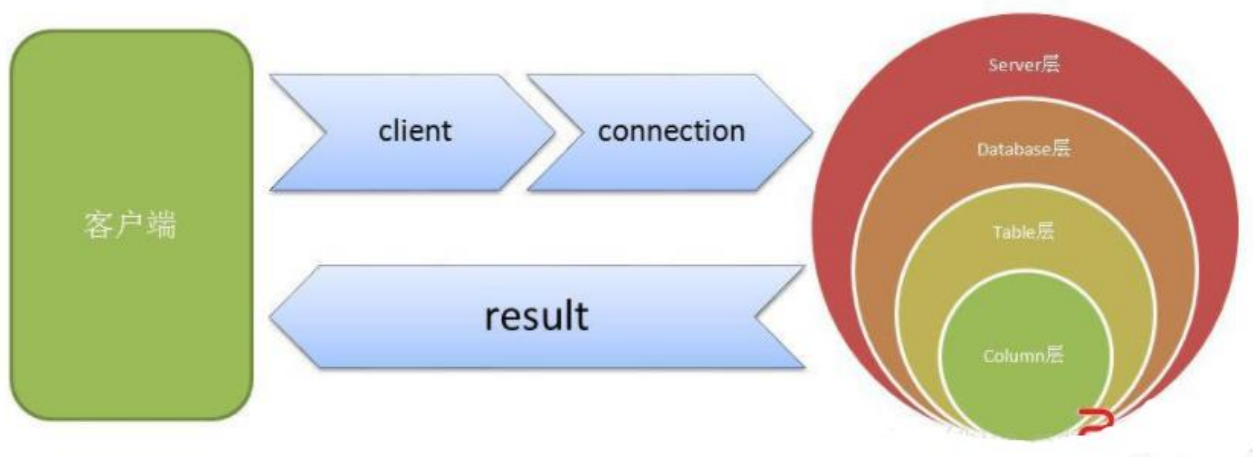 客户端
client
connection
result
Server层
Database层
Table层
Column层